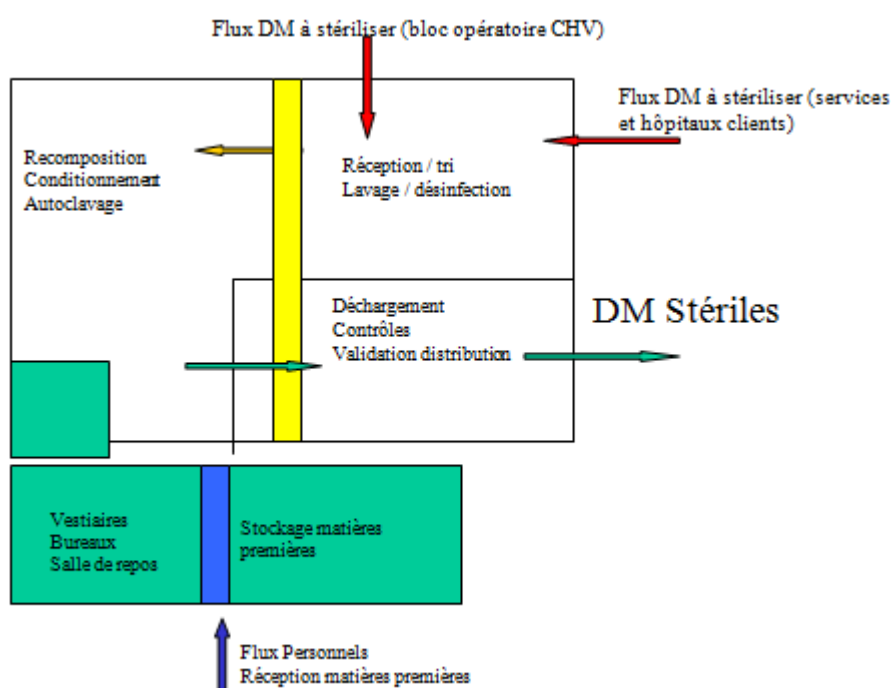 Flux DM à stériliser (bloc opératoire CHV)
Flux DM à stériliser (services
et hôpitaux clients)
Recomposition
Conditionnement
Autoclavage
Réception / tri
Lavage / désinfection
Déchargement
Contrôles
Validation distribution
DM Stériles
Vestiaires
Bureaux
Salle de repos
Stockage matières
premières
Flux Personnels
Réception matières premières